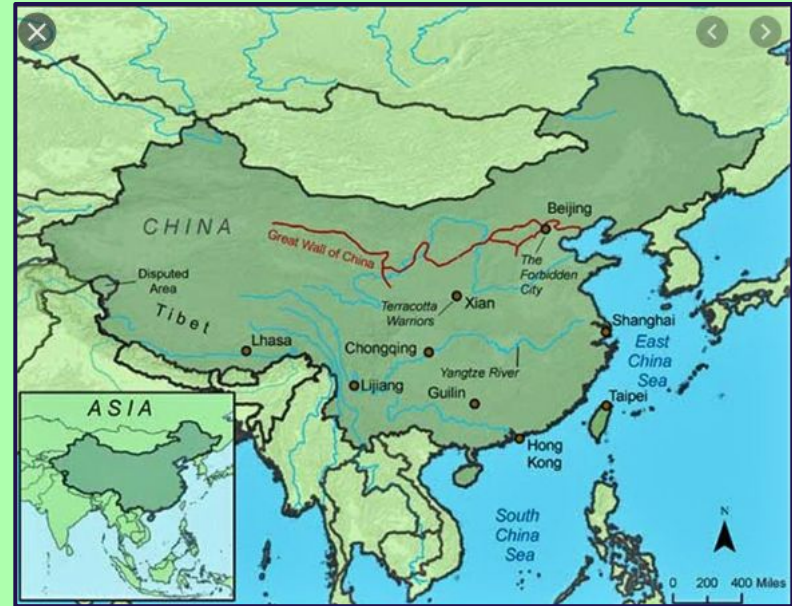 CHINA
Great Wall of China
Beijing
The
Forbidden
City
Disputed
Area
Tibet
Terracotta
Warriors
Xian
Lhasa
Chongqing
Yangtze River
Shanghai
East
China
Sea
Lijiang
Guilin
Taipei
Hong
Kong
ASIA
South
China
Sea
N
0 200 400 Miles